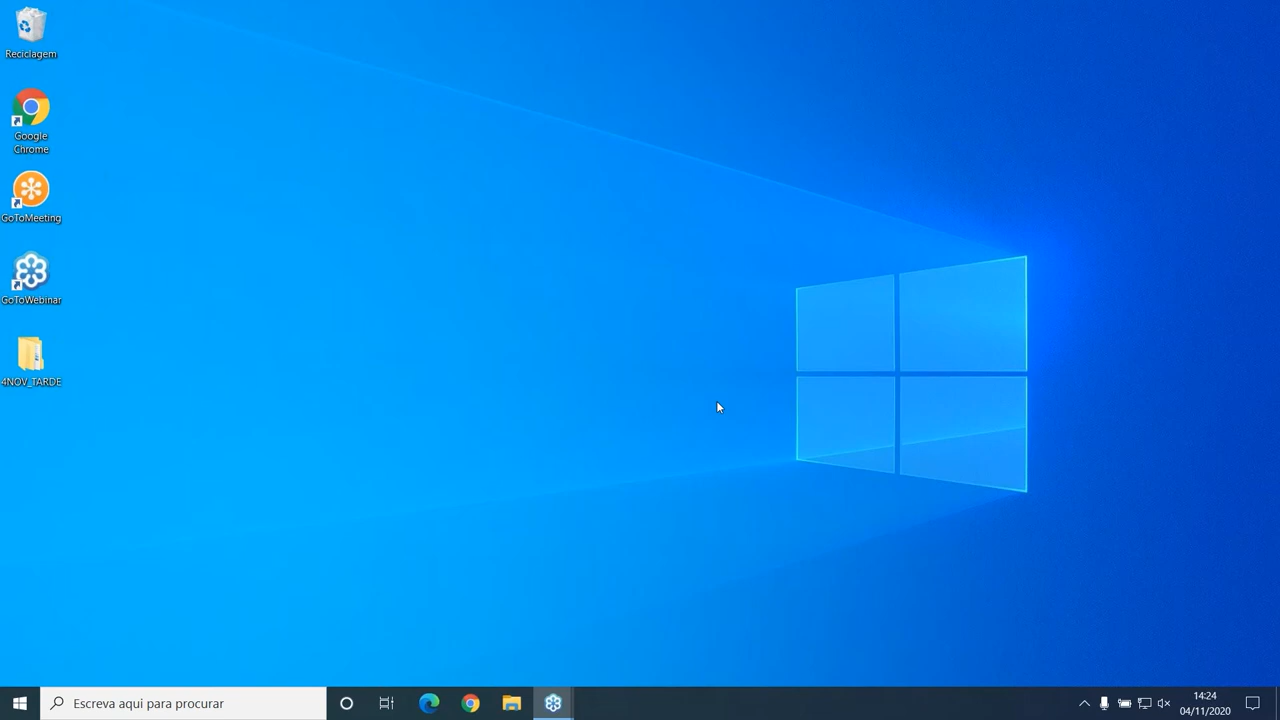 Reciclagem
Google
Chrome
GoToMeeting
GoToWebinar
4NOV_TARDE
Escreva aqui para procurar
14:24
04/11/2020